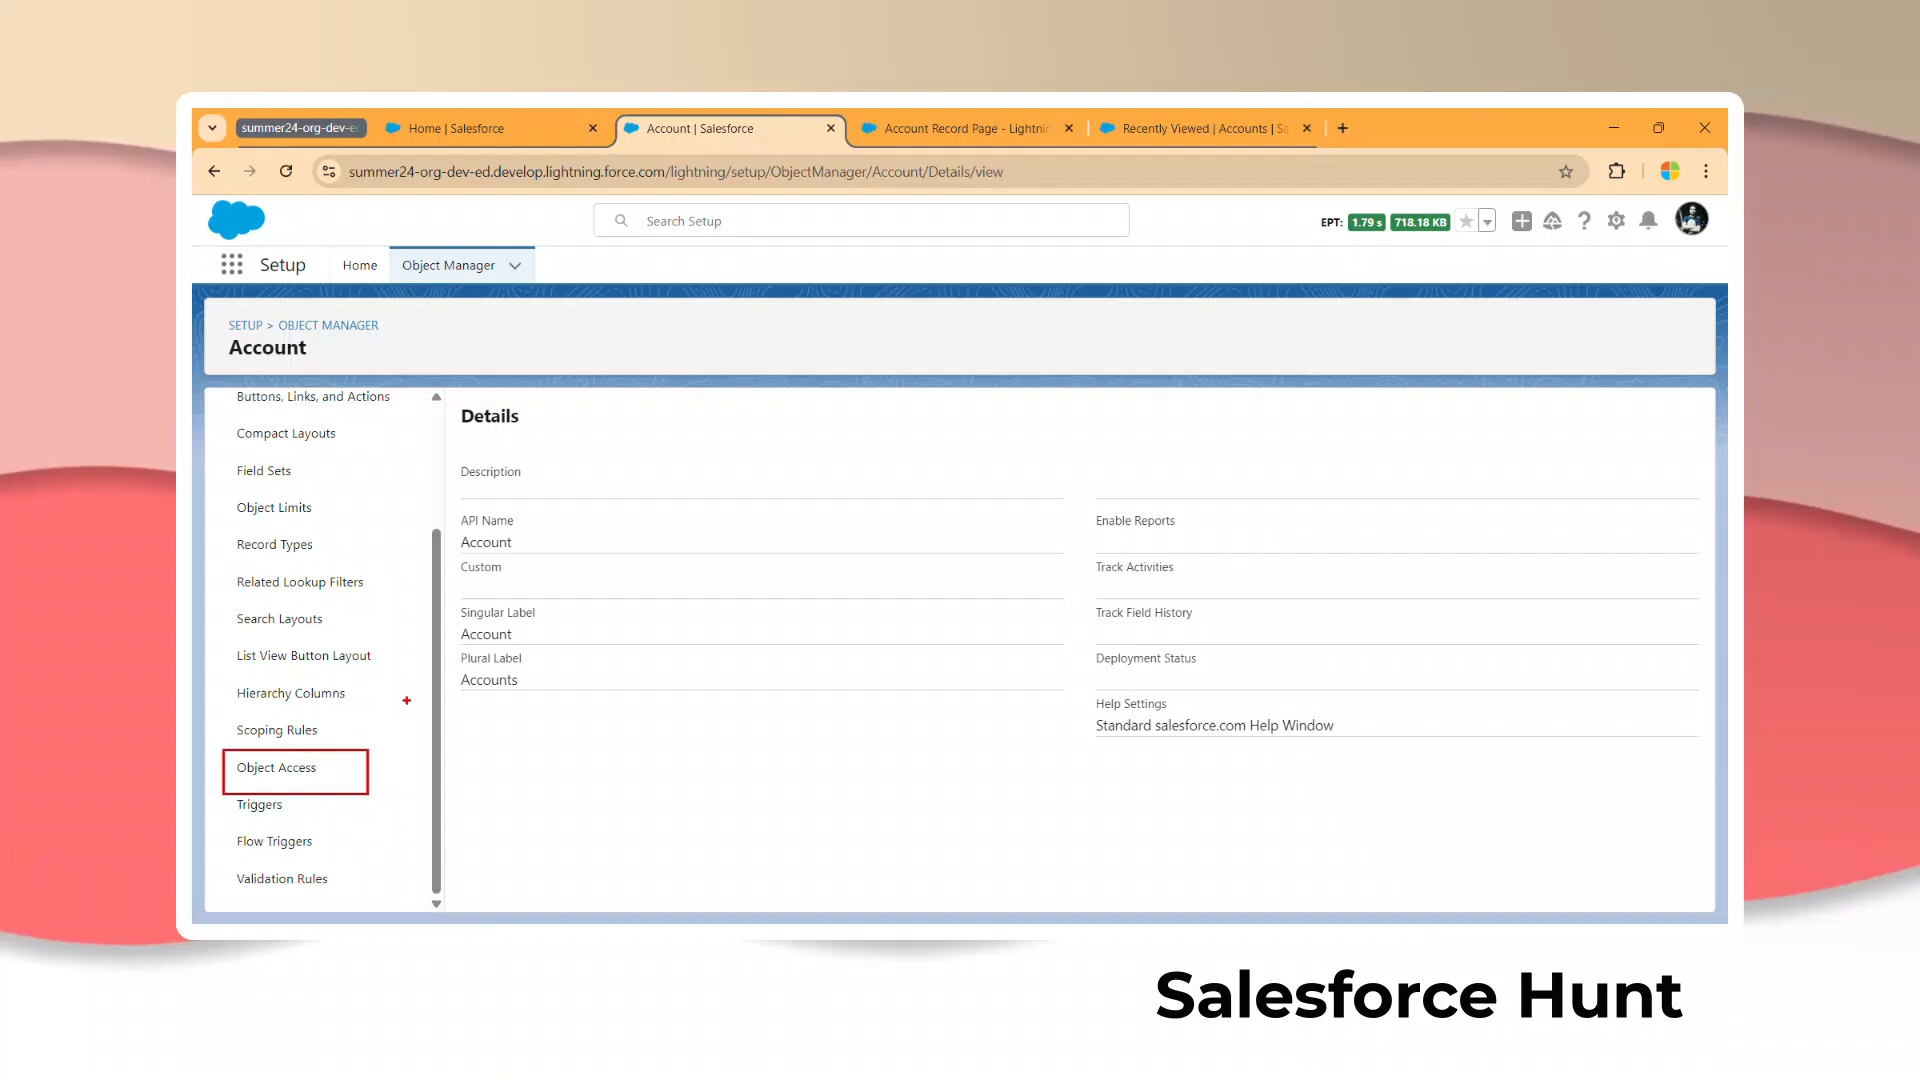 summer24-org-dev-ec
Home | Salesforce
Account | Salesforce
Account Record Page - Lightnin
Recently Viewed | Accounts | Sa
summer24-org-dev-ed.develop.lightning.force.com/lightning/setup/ObjectManager/Account/Details/view
Search Setup
EPT: 1.79 s 718.18 KB
Setup
Home
Object Manager
SETUP > OBJECT MANAGER
Account
Buttons, Links, and Actions
Compact Layouts
Field Sets
Object Limits
Record Types
Related Lookup Filters
Search Layouts
List View Button Layout
Hierarchy Columns
Scoping Rules
Object Access
Triggers
Flow Triggers
Validation Rules
Details
Description
API Name
Account
Custom
Singular Label
Account
Plural Label
Accounts
Enable Reports
Track Activities
Track Field History
Deployment Status
Help Settings
Standard salesforce.com Help Window
Salesforce Hunt